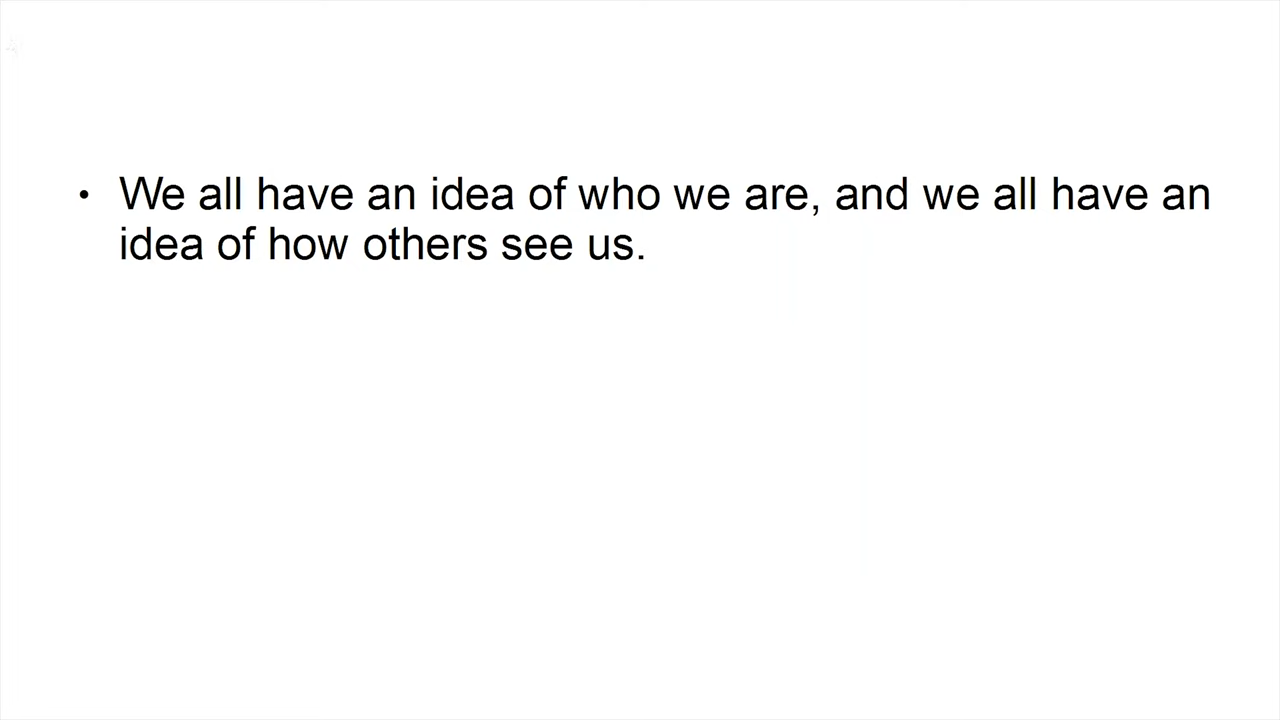 • We all have an idea of who we are, and we all have an
idea of how others see us.